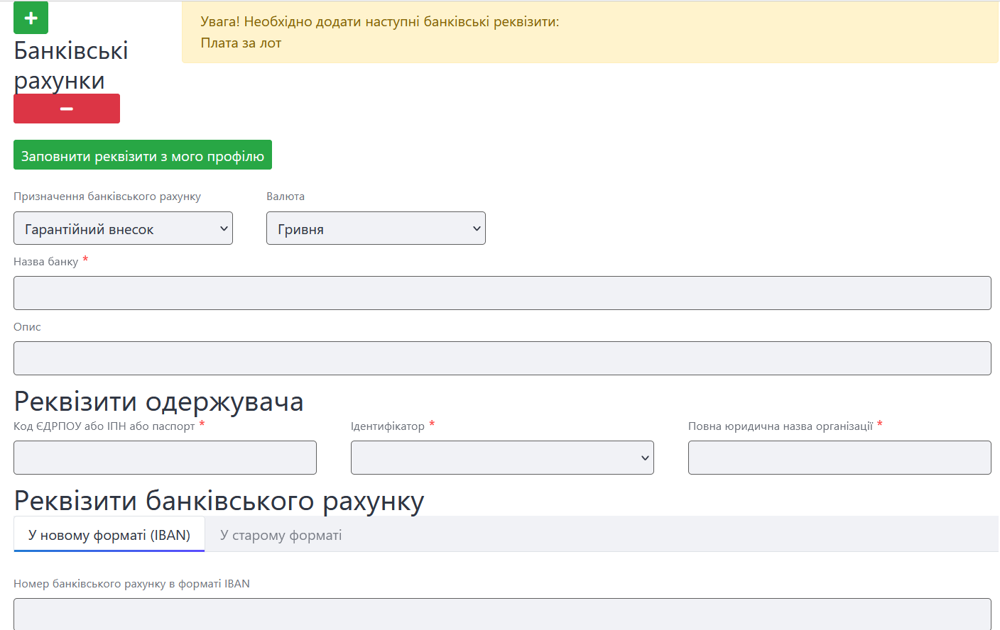 Увага! Необхідно додати наступні банківські реквізити:
Плата за лот
Банківські
рахунки
Заповнити реквізити з мого профілю
Призначення банківського рахунку
Валюта
Гарантійний внесок
Гривня
Назва банку *
Опис
Реквізити одержувача
Код ЄДРПОУ або ІПН або паспорт *
Ідентифікатор *
Повна юридична назва організації *
Реквізити банківського рахунку
У новому форматі (IBAN)
У старому форматі
Номер банківського рахунку в форматі IBAN